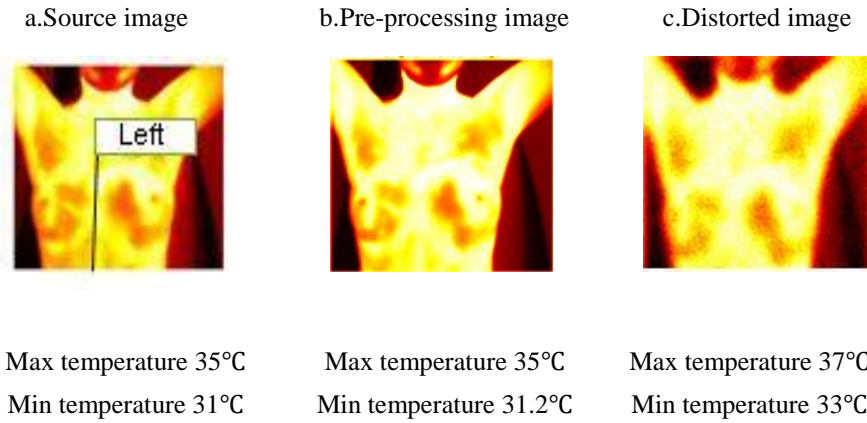 a.Source image
b.Pre-processing image
c.Distorted image
Left
Max temperature 35℃
Max temperature 35℃
Max temperature 37℃
Min temperature 31℃
Min temperature 31.2℃
Min temperature 33℃